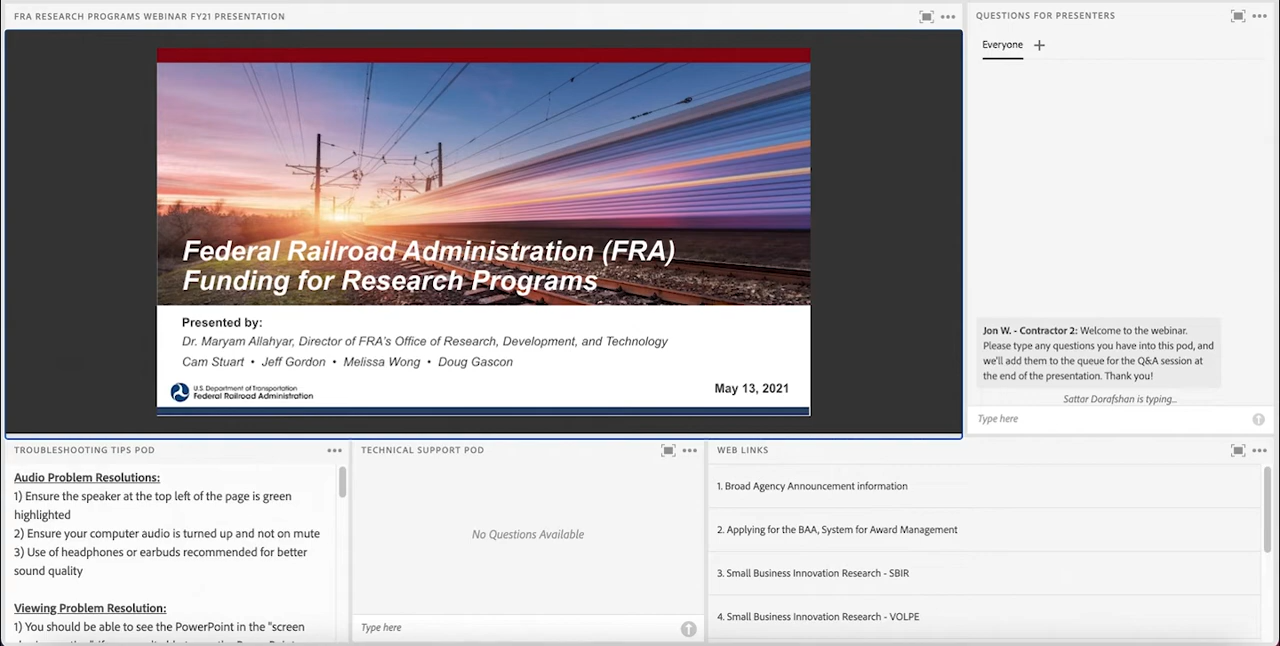 FRA RESEARCH PROGRAMS WEBINAR FY21 PRESENTATION
Federal Railroad Administration (FRA)
Funding for Research Programs
Presented by:
Dr. Maryam Allahyar, Director of FRA's Office of Research, Development, and Technology
Cam Stuart • Jeff Gordon • Melissa Wong • Doug Gascon
U.S. Department of Transportation
Federal Railroad Administration
May 13, 2021
QUESTIONS FOR PRESENTERS
Everyone
Jon W. - Contractor 2: Welcome to the webinar.
Please type any questions you have into this pod, and
we'll add them to the queue for the Q&A session at
the end of the presentation. Thank you!
Sattar Dorafshan is typing...
Type here
TROUBLESHOOTING TIPS POD
Audio Problem Resolutions:
1) Ensure the speaker at the top left of the page is green
highlighted
2) Ensure your computer audio is turned up and not on mute
3) Use of headphones or earbuds recommended for better
sound quality
Viewing Problem Resolution:
1) You should be able to see the PowerPoint in the "screen
TECHNICAL SUPPORT POD
No Questions Available
Type here
WEB LINKS
1. Broad Agency Announcement information
2. Applying for the BAA, System for Award Management
3. Small Business Innovation Research - SBIR
4. Small Business Innovation Research - VOLPE